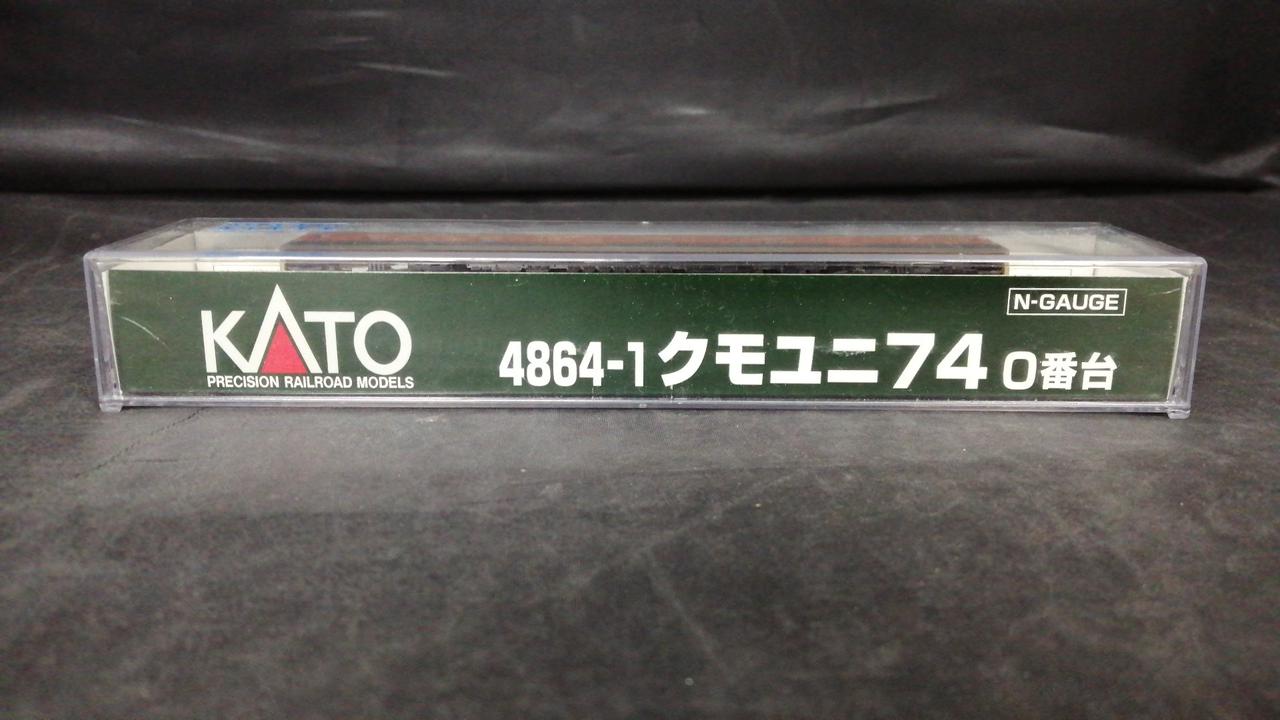 N-GAUGE
KATO
PRECISION RAILROAD MODELS
4864-1 クモユニ74 0番台